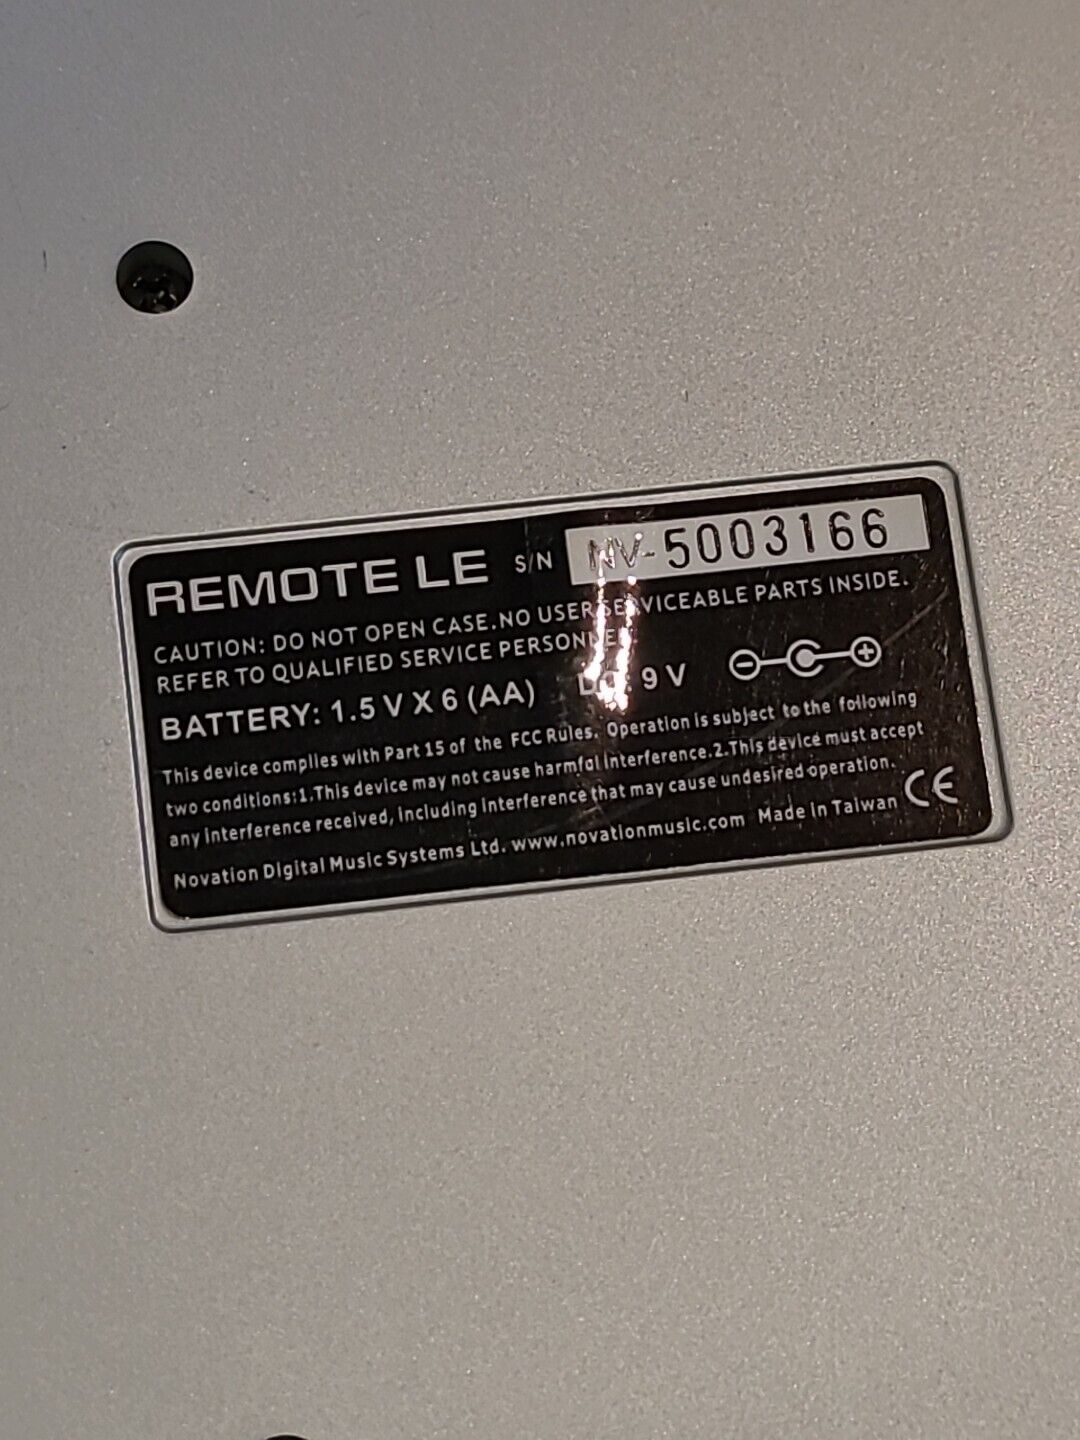 REMOTE LE S/N NV-5003166
CAUTION: DO NOT OPEN CASE.NO USER SERVICEABLE PARTS INSIDE.
REFER TO QUALIFIED SERVICE PERSONNEL.
BATTERY: 1.5 V X 6 (AA) DC: 9 V
This device complies with Part 15 of the FCC Rules. Operation is subject to the following
two conditions:1.This device may not cause harmfol interference.2.This device must accept
any interference received, including interference that may cause undesired operation.
Novation Digital Music Systems Ltd. www.novationmusic.com Made in Taiwan CE